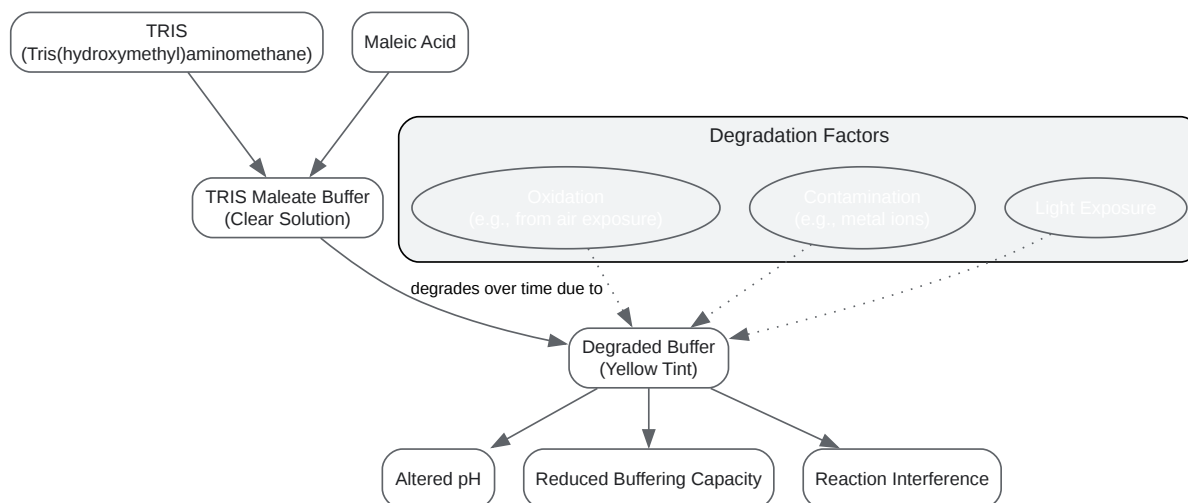 TRIS
(Tris(hydroxymethyl)aminomethane)
Maleic Acid
Degradation Factors
TRIS Maleate Buffer
(Clear Solution)
Oxidation
(e.g., from air exposure)
Contamination
(e.g., metal ions)
Light Exposure
degrades over time due to
Degraded Buffer
(Yellow Tint)
Altered pH
Reduced Buffering Capacity
Reaction Interference